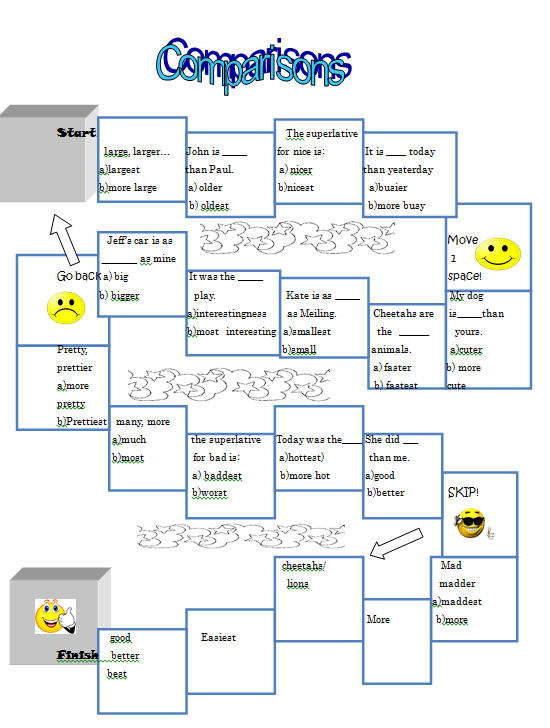 Comparisons
Start
large, larger...
a)largest
b)more large
John is _____
than Paul.
a) older
b) oldest
The superlative
for nice is:
a) nicer
b)nicest
It is ____ today
than yesterday
a)busier
b)more busy
Move
1
space!
My dog
is_____than
yours.
a)cuter
b) more
cute
Cheetahs are
the ______
animals.
a) faster
b) fastest
Kate is as _____
as Meiling.
a)smallest
b)small
It was the _____
play.
a)interestingness
b)most interesting
Jeff's car is as
_______ as mine
a) big
b) bigger
Go back
Pretty,
prettier
a)more
pretty
b)Prettiest
many, more
a)much
b)most
the superlative
for bad is:
a) baddest
b)worst
Today was the____
a)hottest)
b)more hot
She did ___
than me.
a)good
b)better
SKIP!
Mad
madder
a)maddest
b)more
More
cheetahs/
lions
Easiest
good
better
best
Finish